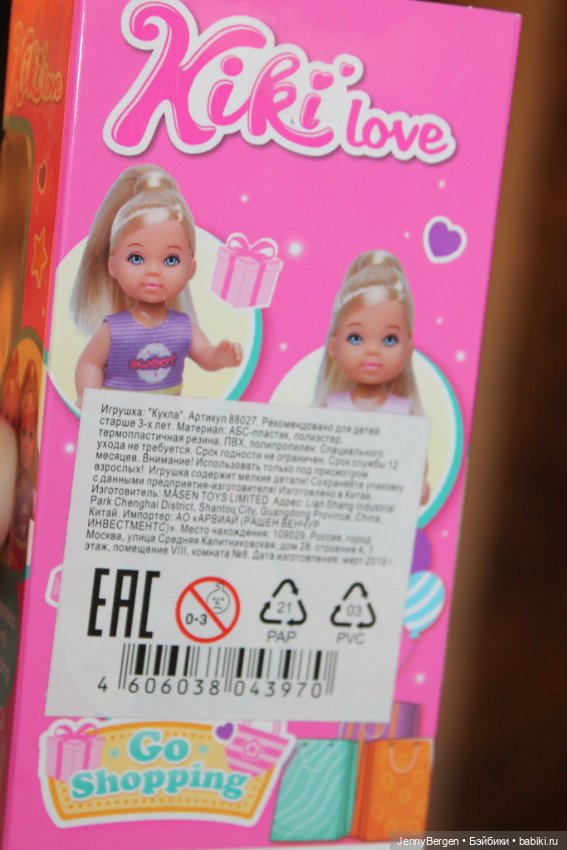 Kiki love
Kiki love
SWEET
Игрушка: "Кукла". Артикул 88027. Рекомендовано для детей
старше 3-х лет. Материал: АБС-пластик, полиэстер,
термопластичная резина, ПВХ, полипропилен. Специального
ухода не требуется. Срок годности не ограничен. Срок службы 12
месяцев. Внимание! Использовать только под присмотром
взрослых! Игрушка содержит мелкие детали! Сохраняйте упаковку
с данными предприятия-изготовителя! Изготовлено в Китае.
Изготовитель: MASEN TOYS LIMITED Адрес: Lian Shang Industrial
Park Chenghai District, Shantou City, Guangdong Province, China,
Китай. Импортер: АО «АРВИАЙ (РАШЕН ВЕНЧУР
ИНВЕСТМЕНТС)». Место нахождения: 109029, Россия, город
Москва, улица Средняя Калитниковская, дом 28, строение 4, 1
этаж, помещение VIII, комната №8. Дата изготовления: март 2019 г.
EAC
0-3
21
PAP
03
PVC
4 606038 043970
Go
Shopping
JennyBergen • Бэйбики • babiki.ru